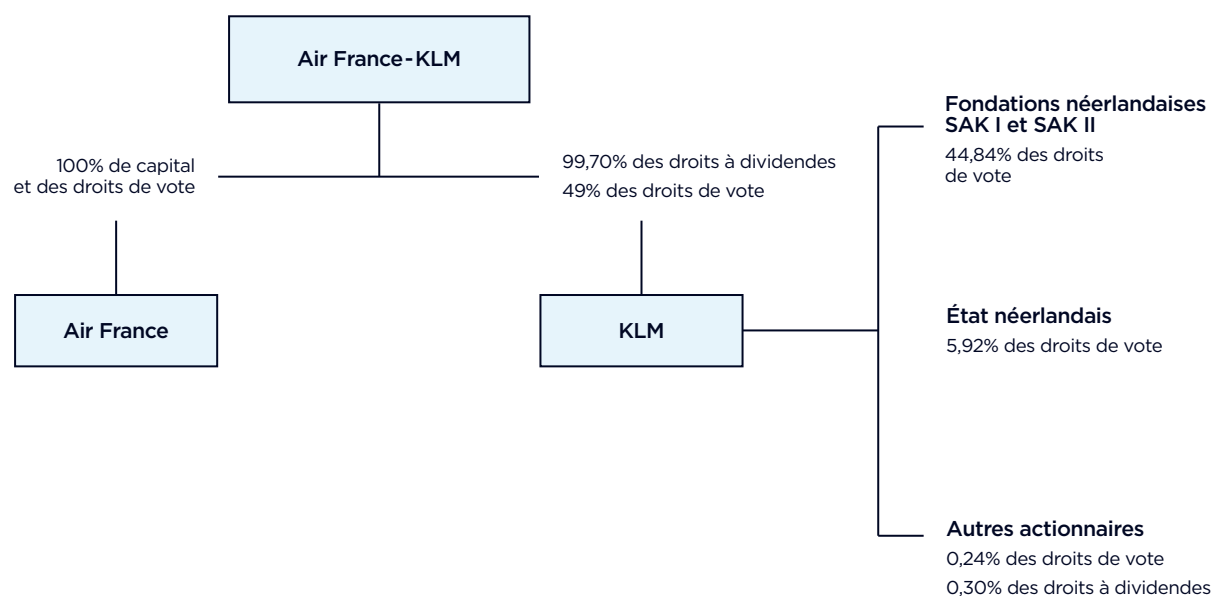 Air France-KLM
100% de capital
et des droits de vote
99,70% des droits à dividendes
49% des droits de vote
Air France
KLM
Fondations néerlandaises
SAK I et SAK II
44,84% des droits
de vote
État néerlandais
5,92% des droits de vote
Autres actionnaires
0,24% des droits de vote
0,30% des droits à dividendes